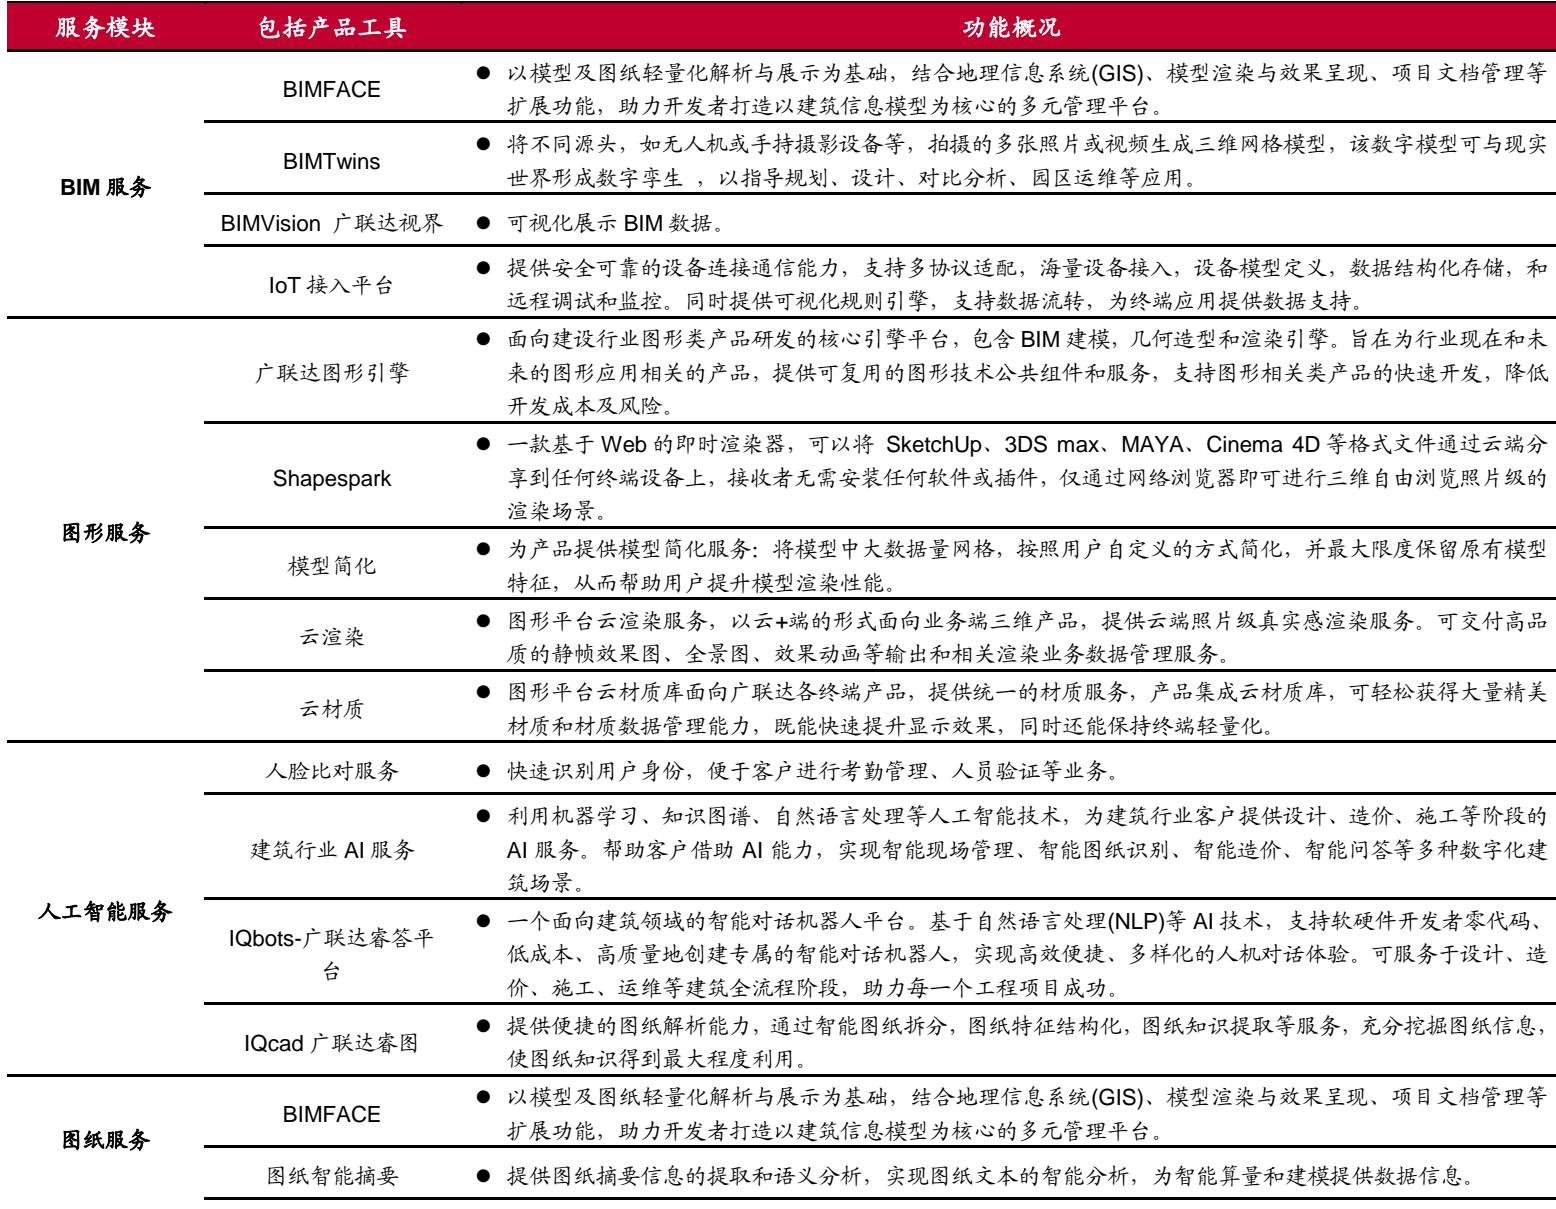 服务模块 包括产品工具 功能概况
BIM 服务
BIMFACE
● 以模型及图纸轻量化解析与展示为基础，结合地理信息系统(GIS)、模型渲染与效果呈现、项目文档管理等
扩展功能，助力开发者打造以建筑信息模型为核心的多元管理平台。
BIMTwins
● 将不同源头，如无人机或手持摄影设备等，拍摄的多张照片或视频生成三维网格模型，该数字模型可与现实
世界形成数字孪生 ，以指导规划、设计、对比分析、园区运维等应用。
BIMVision 广联达视界
● 可视化展示 BIM 数据。
IoT 接入平台
● 提供安全可靠的设备连接通信能力，支持多协议适配，海量设备接入，设备模型定义，数据结构化存储，和
远程调试和监控。同时提供可视化规则引擎，支持数据流转，为终端应用提供数据支持。
图形服务
广联达图形引擎
● 面向建设行业图形类产品研发的核心引擎平台，包含 BIM 建模，几何造型和渲染引擎。旨在为行业现在和未
来的图形应用相关的产品，提供可复用的图形技术公共组件和服务，支持图形相关类产品的快速开发，降低
开发成本及风险。
Shapespark
● 一款基于 Web 的即时渲染器，可以将 SketchUp、3DS max、MAYA、Cinema 4D 等格式文件通过云端分
享到任何终端设备上，接收者无需安装任何软件或插件，仅通过网络浏览器即可进行三维自由浏览照片级的
渲染场景。
模型简化
● 为产品提供模型简化服务：将模型中大数据量网格，按照用户自定义的方式简化，并最大限度保留原有模型
特征，从而帮助用户提升模型渲染性能。
云渲染
● 图形平台云渲染服务，以云+端的形式面向业务端三维产品，提供云端照片级真实感渲染服务。可交付高品
质的静帧效果图、全景图、效果动画等输出和相关渲染业务数据管理服务。
云材质
● 图形平台云材质库面向广联达各终端产品，提供统一的材质服务，产品集成云材质库，可轻松获得大量精美
材质和材质数据管理能力，既能快速提升显示效果，同时还能保持终端轻量化。
人工智能服务
人脸比对服务
● 快速识别用户身份，便于客户进行考勤管理、人员验证等业务。
建筑行业 AI 服务
● 利用机器学习、知识图谱、自然语言处理等人工智能技术，为建筑行业客户提供设计、造价、施工等阶段的
AI 服务。帮助客户借助 AI 能力，实现智能现场管理、智能图纸识别、智能造价、智能问答等多种数字化建
筑场景。
IQbots-广联达睿答平
台
● 一个面向建筑领域的智能对话机器人平台。基于自然语言处理(NLP)等 AI 技术，支持软硬件开发者零代码、
低成本、高质量地创建专属的智能对话机器人，实现高效便捷、多样化的人机对话体验。可服务于设计、造
价、施工、运维等建筑全流程阶段，助力每一个工程项目成功。
IQcad 广联达睿图
● 提供便捷的图纸解析能力，通过智能图纸拆分，图纸特征结构化，图纸知识提取等服务，充分挖掘图纸信息，
使图纸知识得到最大程度利用。
图纸服务
BIMFACE
● 以模型及图纸轻量化解析与展示为基础，结合地理信息系统(GIS)、模型渲染与效果呈现、项目文档管理等
扩展功能，助力开发者打造以建筑信息模型为核心的多元管理平台。
图纸智能摘要
● 提供图纸摘要信息的提取和语义分析，实现图纸文本的智能分析，为智能算量和建模提供数据信息。